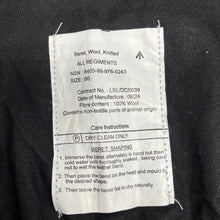 Beret, Wool, Knitted
ALL REGIMENTS
NSN : 8405-99-978-0243
SIZE : 60
Contract No. : LSL/DC/0039
Date of Manufacture : 06/24
Fibre content : 100% Wool
Contains non-textile parts of animal origin
Care Instructions
P DRY CLEAN ONLY
BERET SHAPING
1. Immerse the beret alternately in hand hot then
cold water until thoroughly soaked, taking care
not to wet the leather band.
2. Then place the beret on the head and mould to
the desired shape.
3. Then leave the beret flat to dry naturally